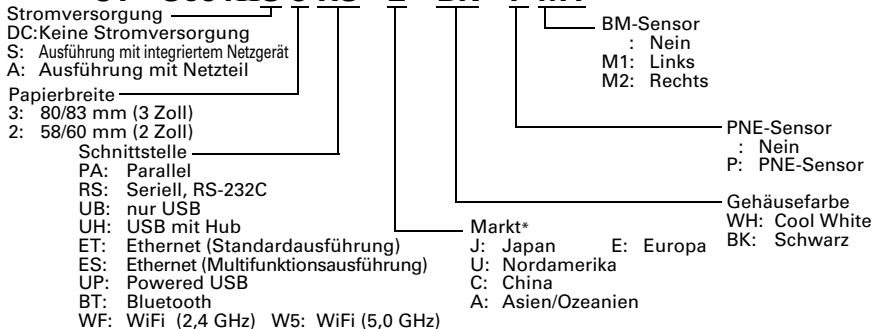 Stromversorgung
DC:Keine Stromversorgung
S: Ausführung mit integriertem Netzgerät
A: Ausführung mit Netzteil
Papierbreite
3: 80/83 mm (3 Zoll)
2: 58/60 mm (2 Zoll)
Schnittstelle
PA: Parallel
RS: Seriell, RS-232C
UB: nur USB
UH: USB mit Hub
ET: Ethernet (Standardausführung)
ES: Ethernet (Multifunktionsausführung)
UP: Powered USB
BT: Bluetooth
WF: WiFi (2,4 GHz) W5: WiFi (5,0 GHz)
Markt*
J: Japan E: Europa
U: Nordamerika
C: China
A: Asien/Ozeanien
BM-Sensor
: Nein
M1: Links
M2: Rechts
PNE-Sensor
: Nein
P: PNE-Sensor
Gehäusefarbe
WH: Cool White
BK: Schwarz